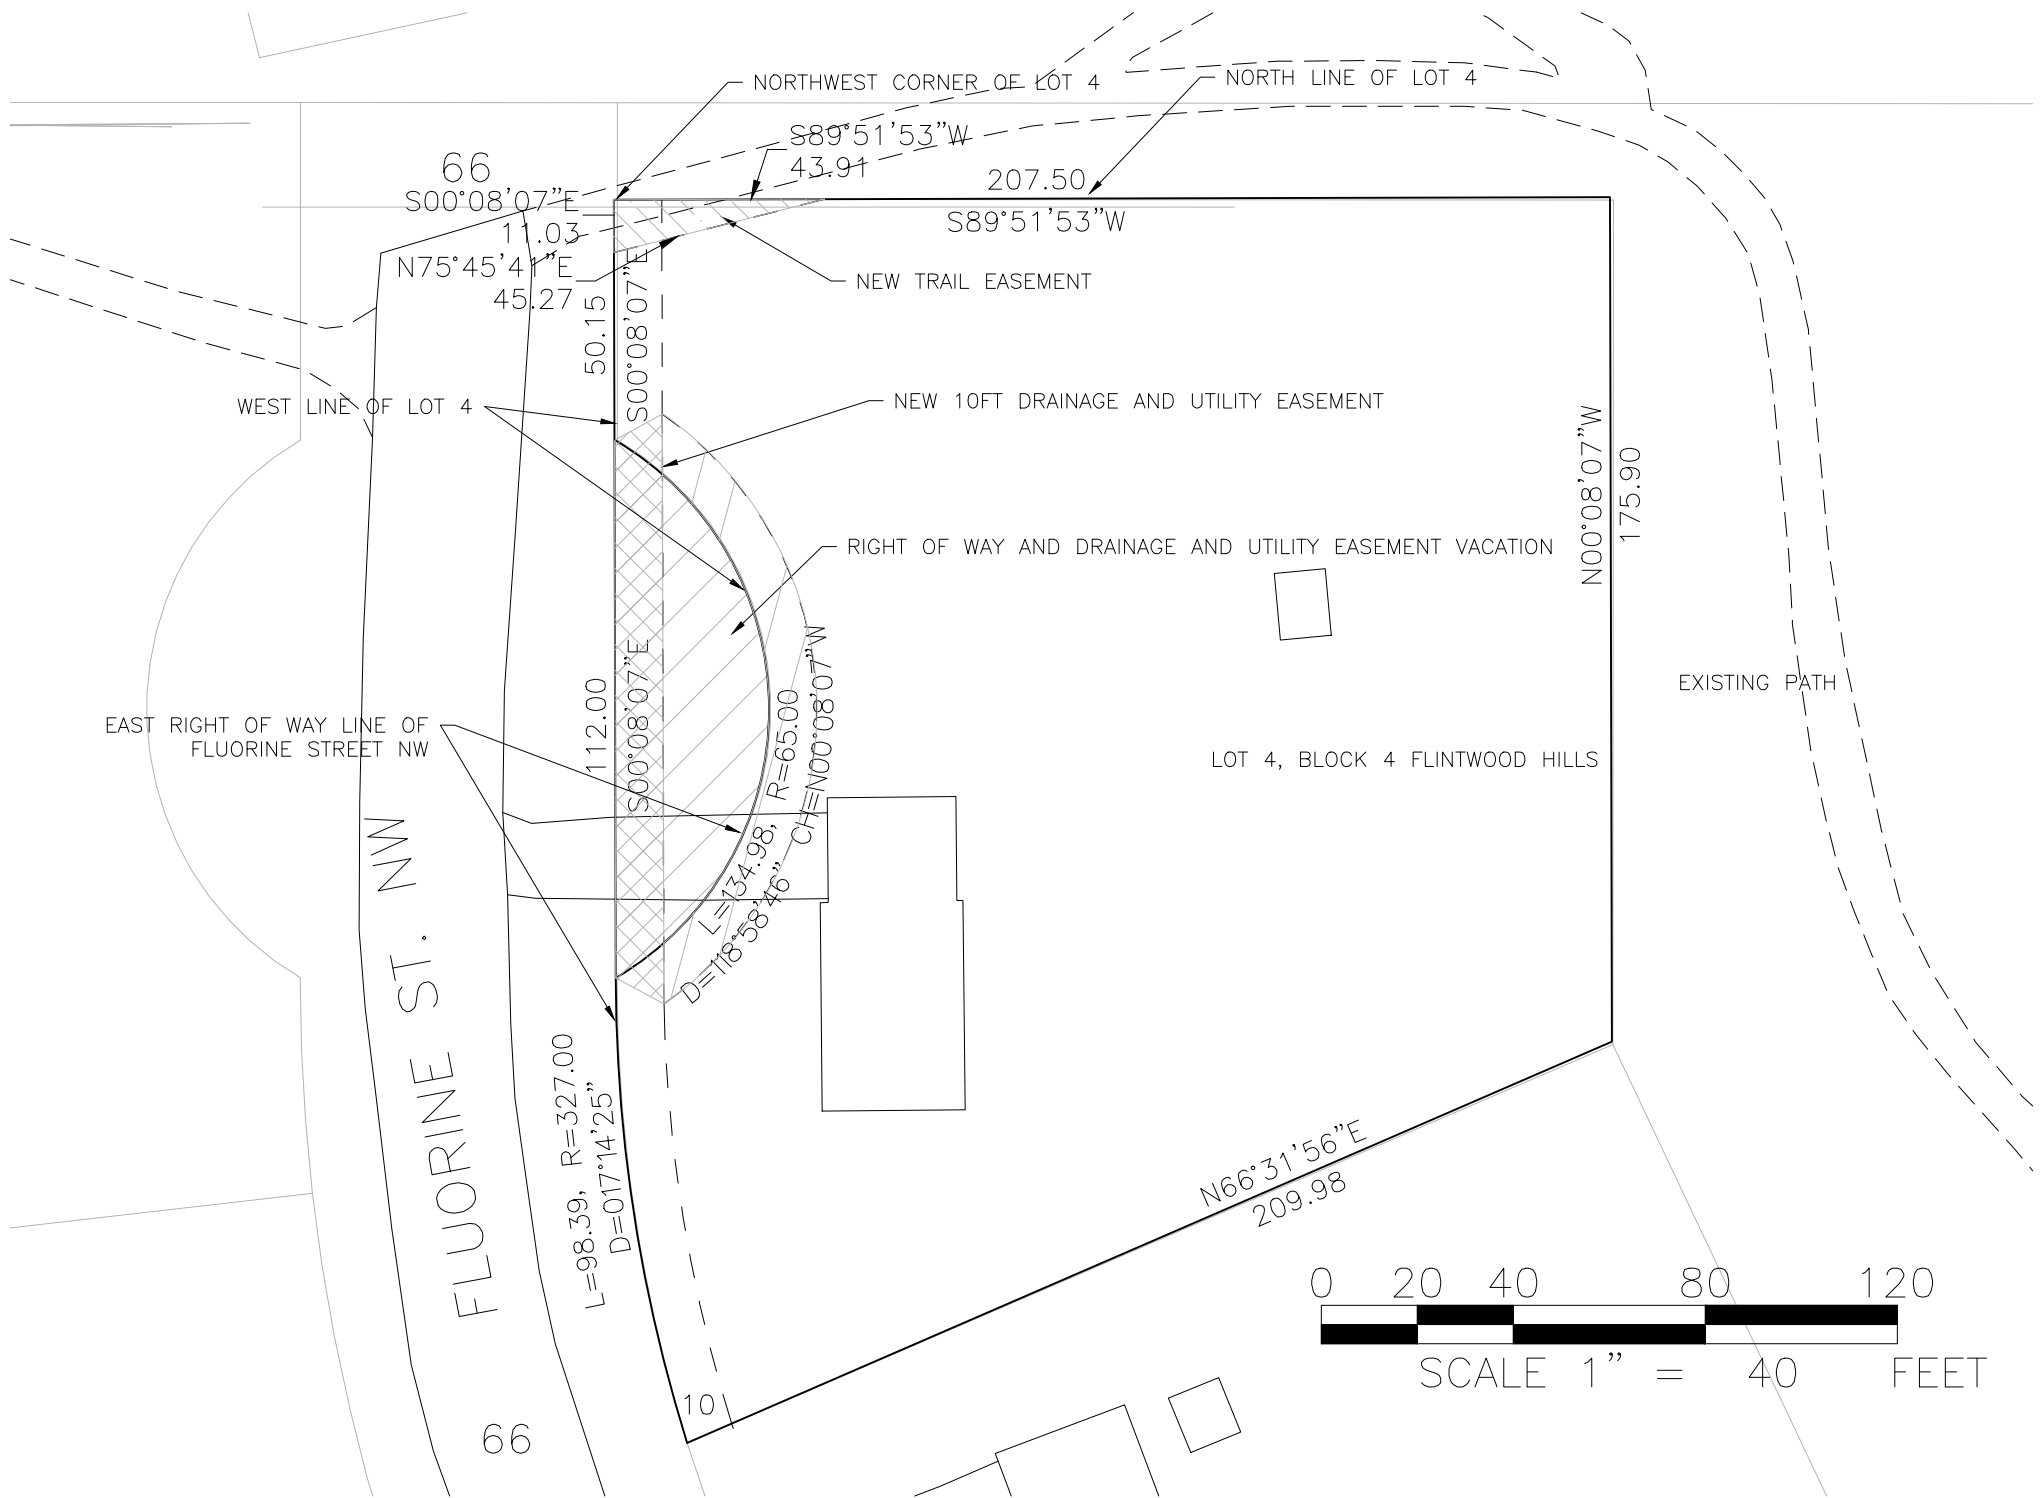 NORTHWEST CORNER OF LOT 4
NORTH LINE OF LOT 4
S89°51'53"W
43.91
66
S00°08'07"E
11.03
207.50
S89°51'53"W
N75°45'41"E
45.27
NEW TRAIL EASEMENT
50.15
S00°08'07"E
WEST LINE OF LOT 4
NEW 10FT DRAINAGE AND UTILITY EASEMENT
N00°08'07"W
175.90
RIGHT OF WAY AND DRAINAGE AND UTILITY EASEMENT VACATION
EXISTING PATH
112.00
S00°08'07"E
L=134.98, R=65.00
D=118°58'46" CH=N00°08'07"W
EAST RIGHT OF WAY LINE OF
FLUORINE STREET NW
LOT 4, BLOCK 4 FLINTWOOD HILLS
FLUORINE ST. NW
L=98.39, R=327.00
D=017°14'25"
N66°31'56"E
209.98
0 20 40 80 120
SCALE 1" = 40 FEET
10
66